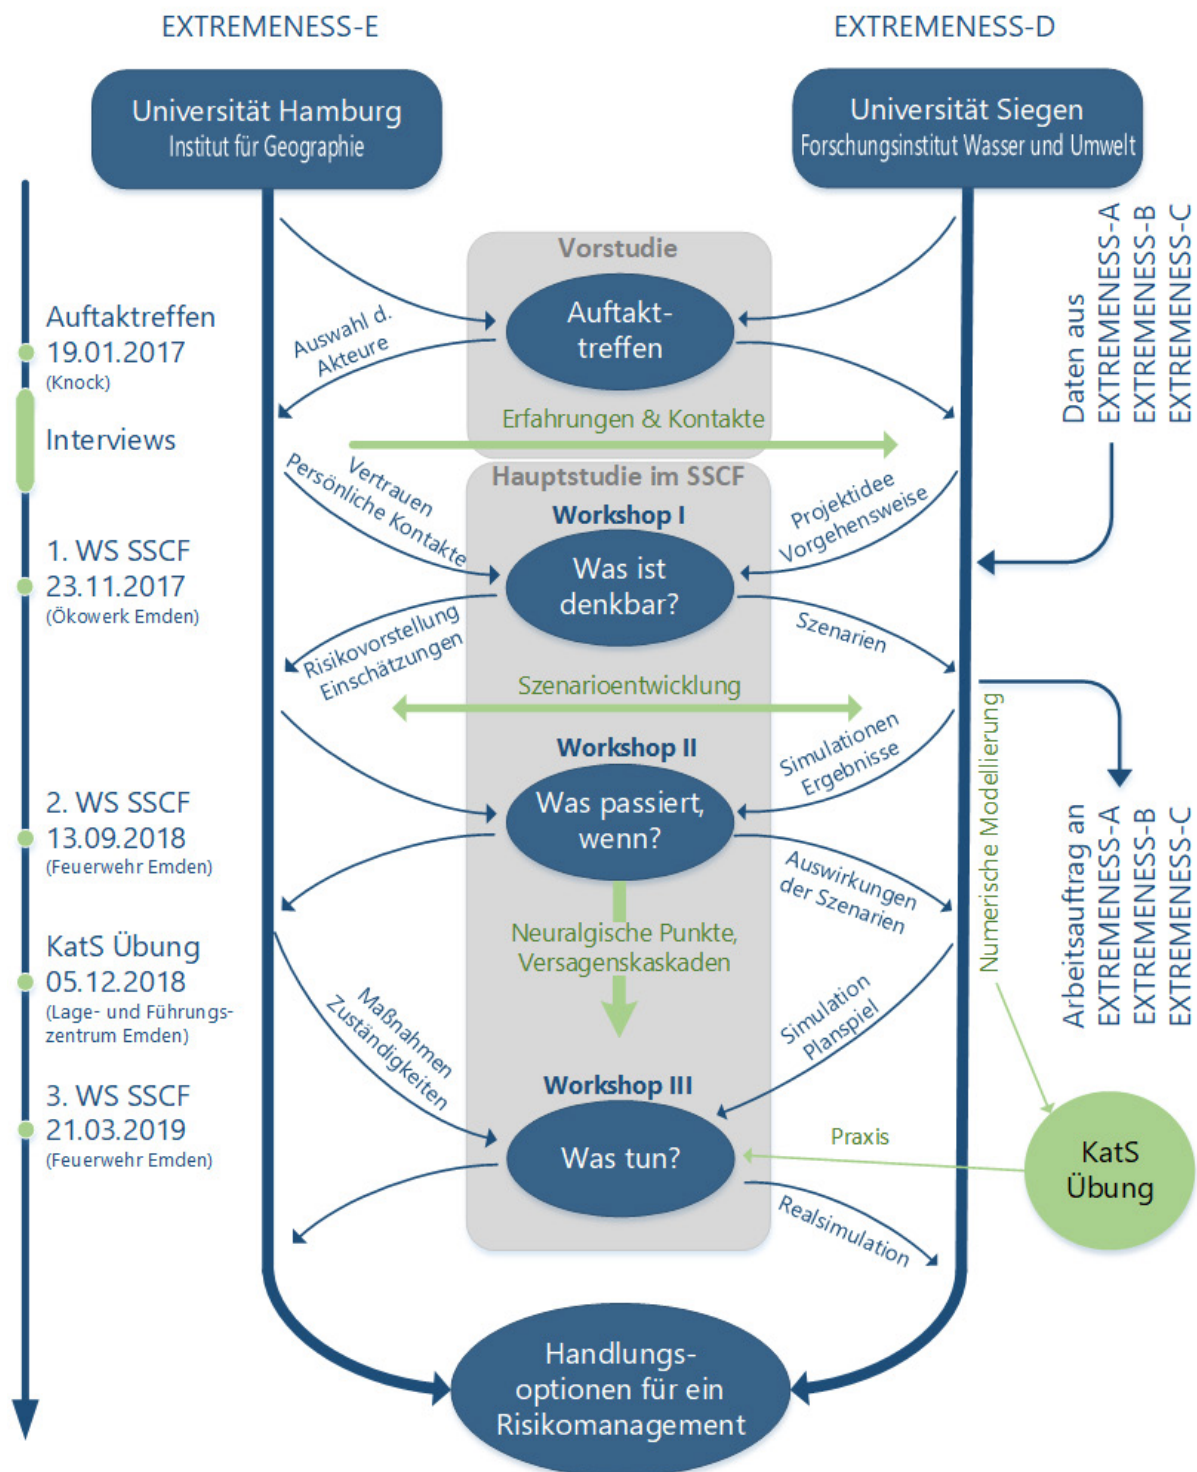 EXTREMENESS-E
EXTREMENESS-D
Universität Hamburg
Institut für Geographie
Universität Siegen
Forschungsinstitut Wasser und Umwelt
Auftaktreffen
19.01.2017
(Knock)
Interviews
1. WS SSCF
23.11.2017
(Ökowerk Emden)
2. WS SSCF
13.09.2018
(Feuerwehr Emden)
KatS Übung
05.12.2018
(Lage- und Führungs-
zentrum Emden)
3. WS SSCF
21.03.2019
(Feuerwehr Emden)
Vorstudie
Auftakt-
treffen
Auswahl d.
Akteure
Erfahrungen & Kontakte
Hauptstudie im SSCF
Vertrauen
Persönliche Kontakte
Projektidee
Vorgehensweise
Workshop I
Was ist
denkbar?
Risikovorstellung
Einschätzungen
Szenarien
Szenarioentwicklung
Workshop II
Simulationen
Ergebnisse
Was passiert,
wenn?
Auswirkungen
der Szenarien
Neuralgische Punkte,
Versagenskaskaden
Maßnahmen
Zuständigkeiten
Simulation
Planspiel
Workshop III
Was tun?
Praxis
Realsimulation
Handlungs-
optionen für ein
Risikomanagement
Daten aus
EXTREMENESS-A
EXTREMENESS-B
EXTREMENESS-C
Numerische Modellierung
Arbeitsauftrag an
EXTREMENESS-A
EXTREMENESS-B
EXTREMENESS-C
KatS
Übung